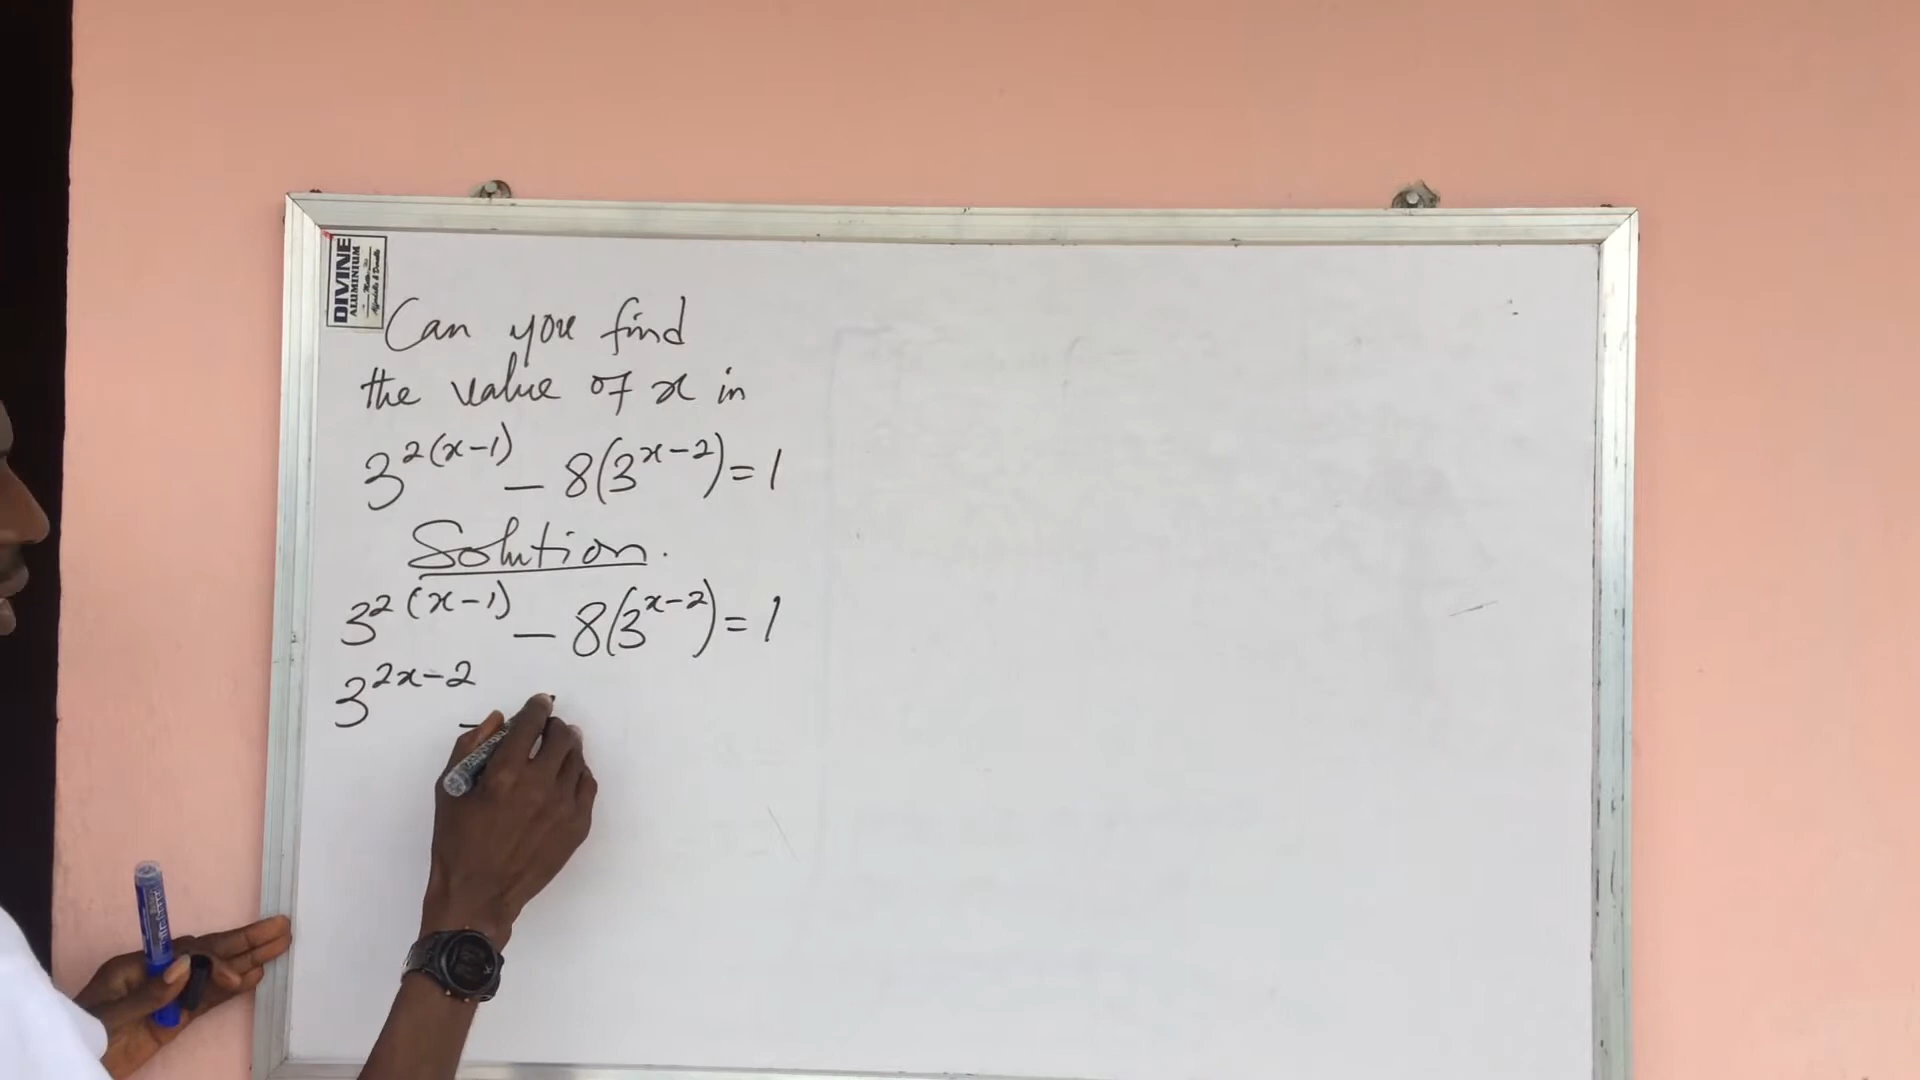 DIVINE
ALUMINIUM
Can you find
the value of x in
3^{2(x-1)} - 8(3^{x-2}) = 1
Solution.
3^{2(x-1)} - 8(3^{x-2}) = 1
3^{2x-2} -